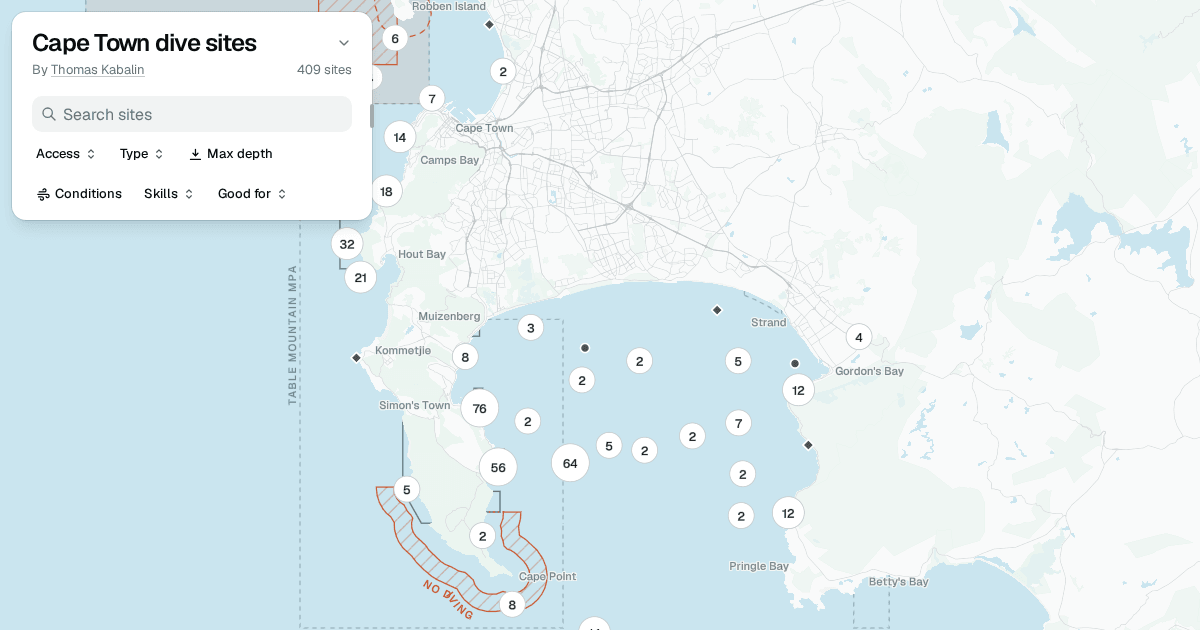 Cape Town dive sites
By Thomas Kabalin
409 sites
Search sites
Access
Type
Max depth
Conditions
Skills
Good for
Robben Island
6
2
7
Cape Town
14
Camps Bay
18
32
Hout Bay
21
TABLE MOUNTAIN MPA
Muizenberg
3
Strand
4
Kommetjie
8
2
5
Gordon's Bay
2
12
Simon's Town
76
2
7
2
5
2
56
64
2
5
2
12
2
Pringle Bay
Cape Point
Betty's Bay
NO DIVING
8